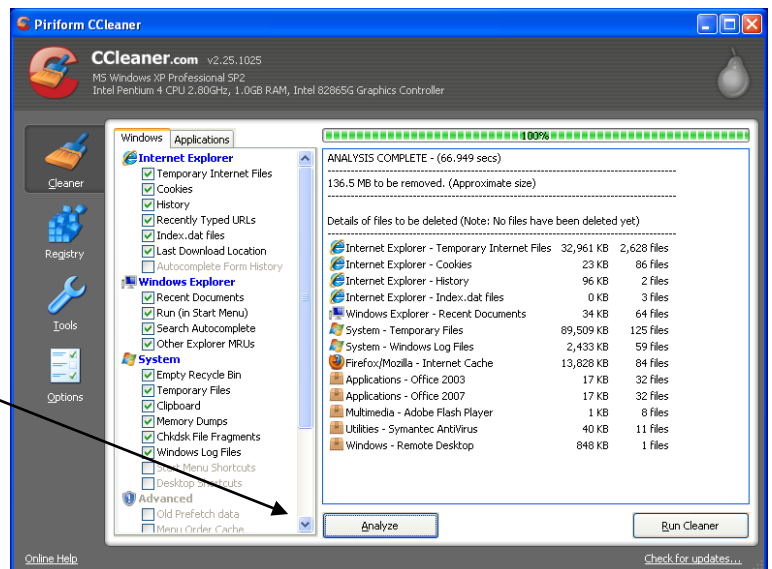 Piriform CCleaner
CCleaner.com v2.25.1025
MS Windows XP Professional SP2
Intel Pentium 4 CPU 2.80GHz, 1.0GB RAM, Intel 82865G Graphics Controller
Cleaner
Registry
Tools
Options
Windows Applications
Internet Explorer
Temporary Internet Files
Cookies
History
Recently Typed URLs
Index.dat files
Last Download Location
Autocomplete Form History
Windows Explorer
Recent Documents
Run (in Start Menu)
Search Autocomplete
Other Explorer MRUs
System
Empty Recycle Bin
Temporary Files
Clipboard
Memory Dumps
Chkdsk File Fragments
Windows Log Files
Start Menu Shortcuts
Desktop Shortcuts
Advanced
Old Prefetch data
Menu Order Cache
100%
ANALYSIS COMPLETE - (66.949 secs)
136.5 MB to be removed. (Approximate size)
Details of files to be deleted (Note: No files have been deleted yet)
Internet Explorer - Temporary Internet Files 32,961 KB 2,628 files
Internet Explorer - Cookies 23 KB 86 files
Internet Explorer - History 96 KB 2 files
Internet Explorer - Index.dat files 0 KB 3 files
Windows Explorer - Recent Documents 34 KB 64 files
System - Temporary Files 89,509 KB 125 files
System - Windows Log Files 2,433 KB 59 files
Firefox/Mozilla - Internet Cache 13,828 KB 84 files
Applications - Office 2003 17 KB 32 files
Applications - Office 2007 17 KB 32 files
Multimedia - Adobe Flash Player 1 KB 8 files
Utilities - Symantec AntiVirus 40 KB 11 files
Windows - Remote Desktop 848 KB 1 files
Analyze
Run Cleaner
Online Help
Check for updates...